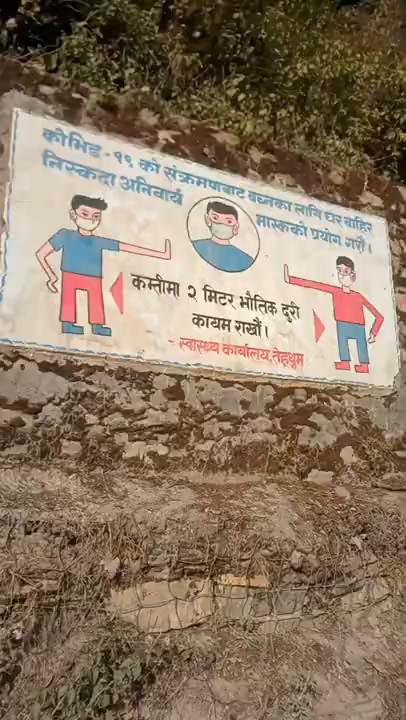 कोभिड - १९ को संक्रमणबाट बच्नका लागि घर बाहिर
निस्कदा अनिवार्य मास्कको प्रयोग गरौं।
कम्तीमा २ मिटर भौतिक दुरी
कायम राखौं।
- स्वास्थ्य कार्यालय, तेह्रथुम